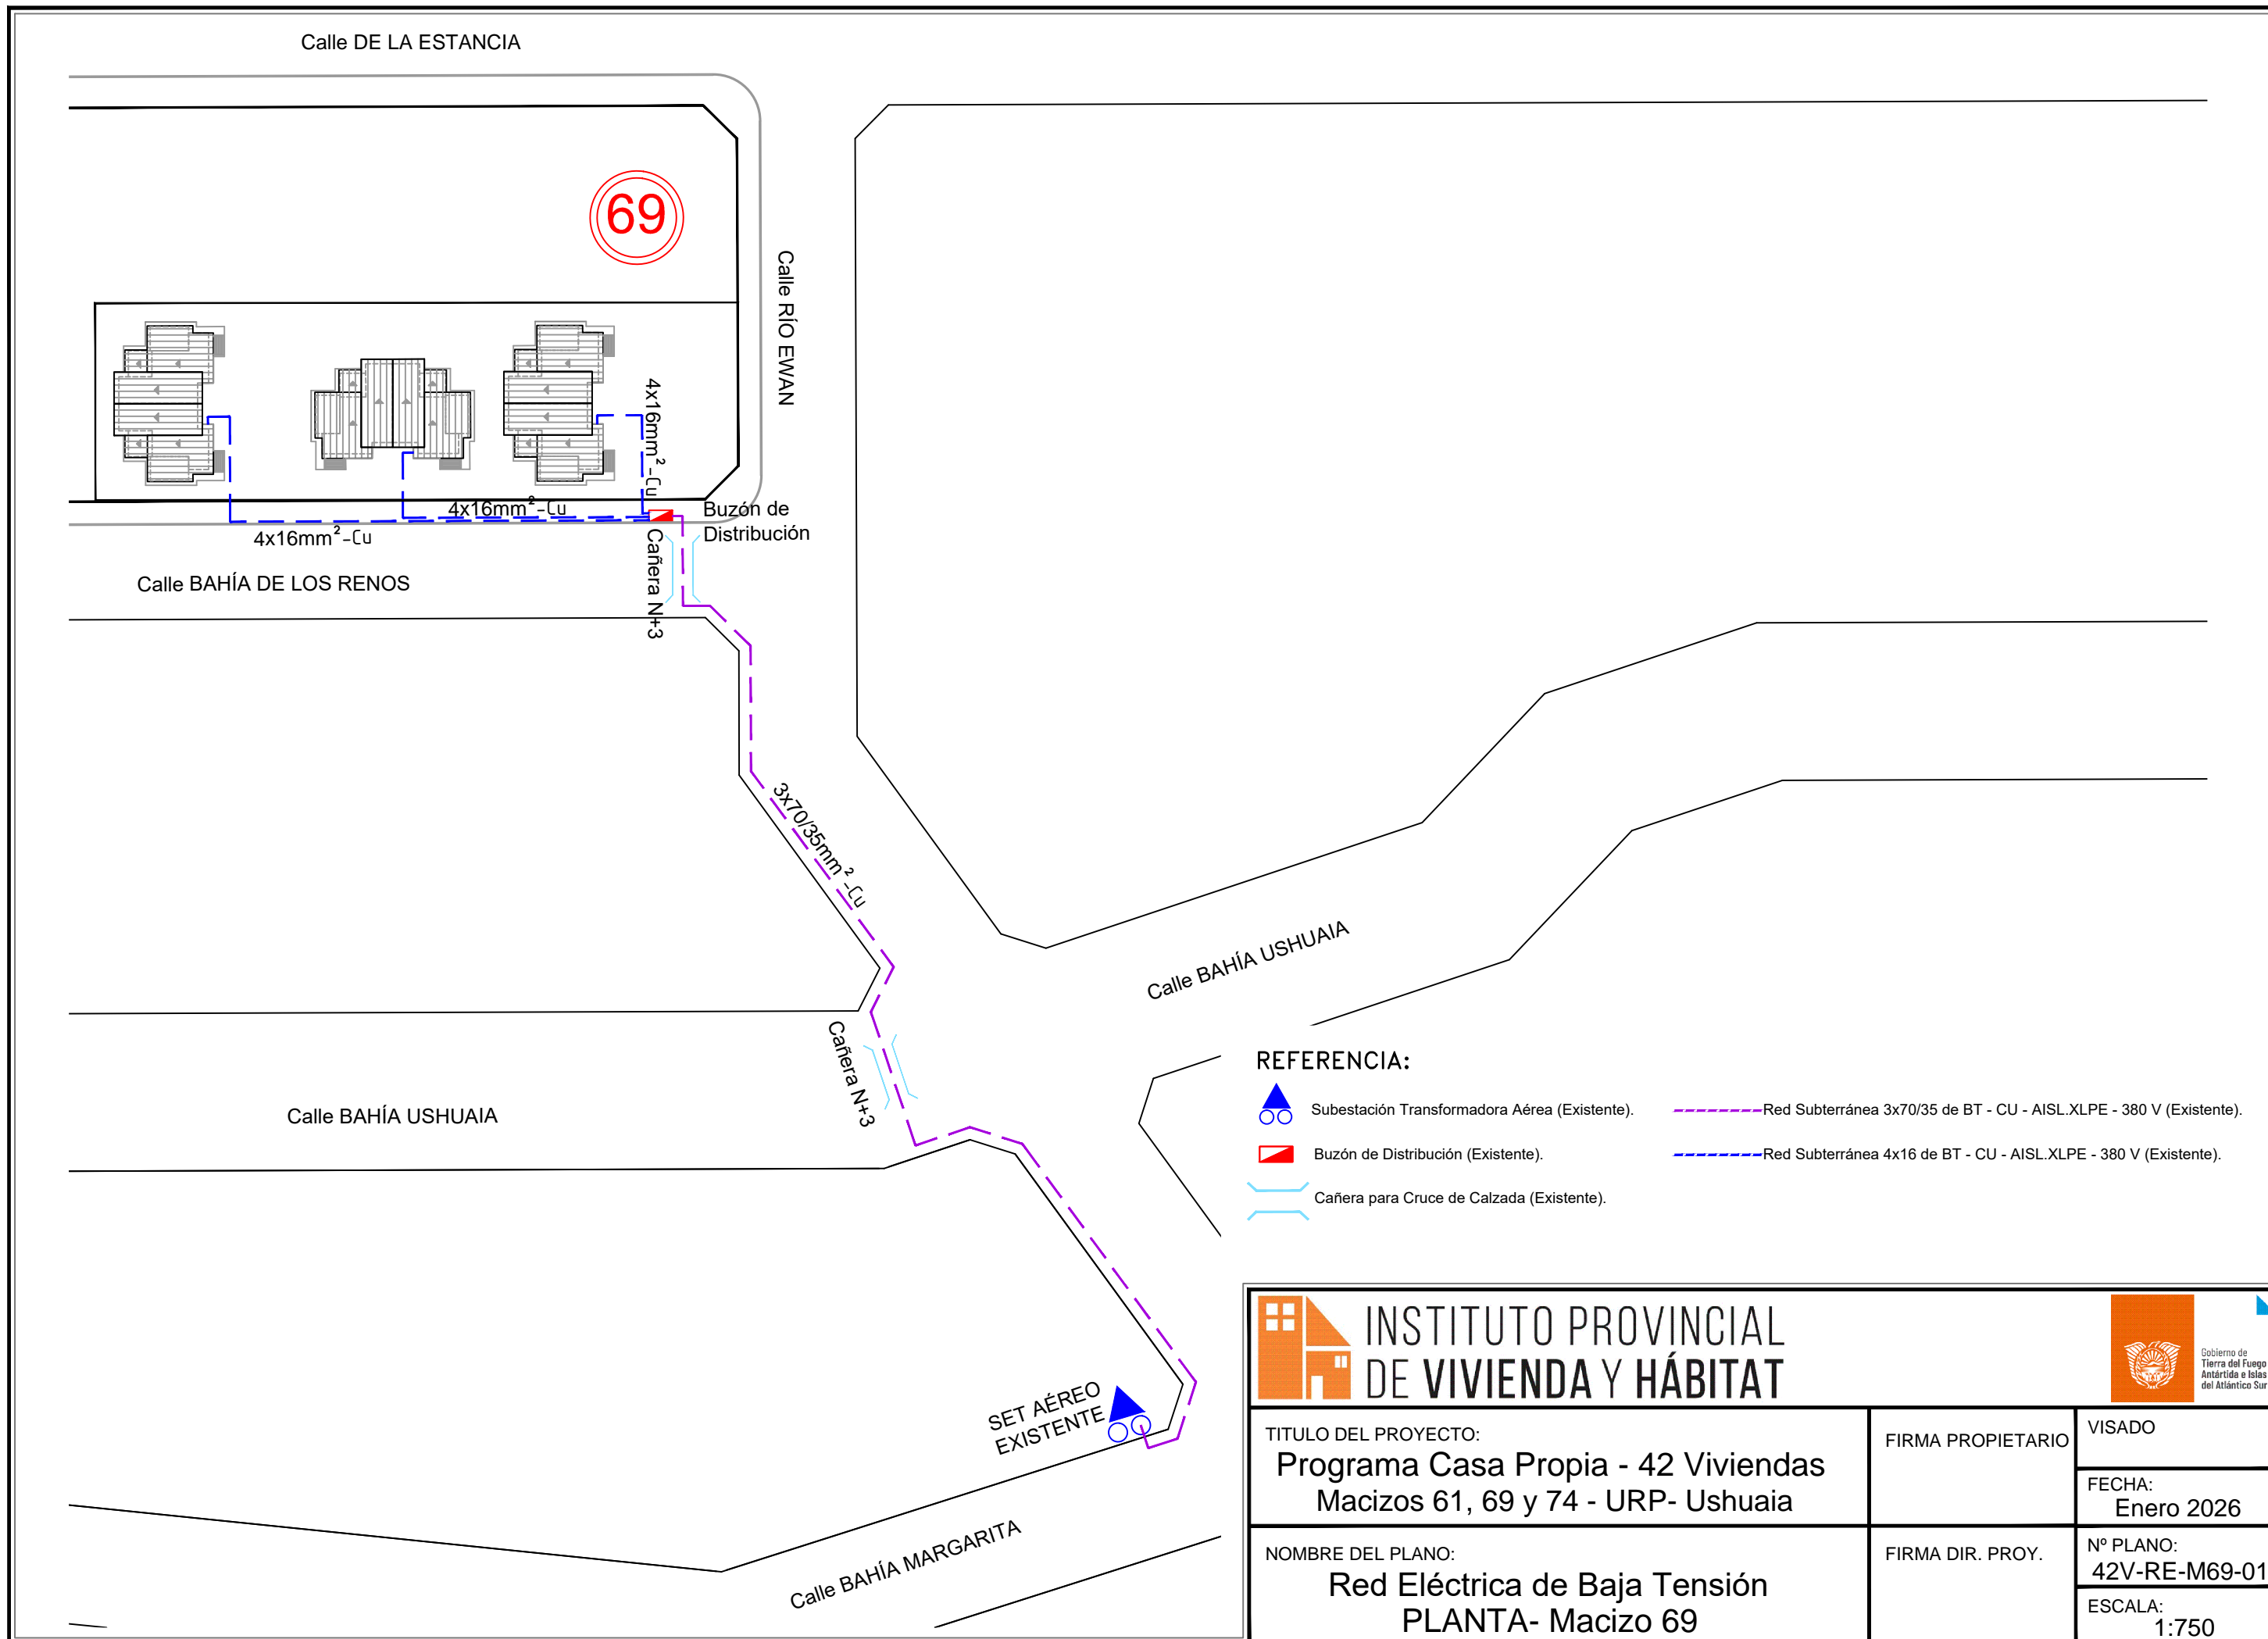 Calle DE LA ESTANCIA
69
Calle RÍO EWAN
4x16mm²-Cu
4x16mm²-Cu
4x16mm²-Cu
Buzón de
Distribución
Cañera N+3
Calle BAHÍA DE LOS RENOS
3x70/35mm²-Cu
Calle BAHÍA USHUAIA
Cañera N+3
Calle BAHÍA USHUAIA
REFERENCIA:
Subestación Transformadora Aérea (Existente).
Red Subterránea 3x70/35 de BT - CU - AISL.XLPE - 380 V (Existente).
Buzón de Distribución (Existente).
Red Subterránea 4x16 de BT - CU - AISL.XLPE - 380 V (Existente).
Cañera para Cruce de Calzada (Existente).
SET AÉREO
EXISTENTE
Calle BAHÍA MARGARITA
INSTITUTO PROVINCIAL
DE VIVIENDA Y HÁBITAT
Gobierno de
Tierra del Fuego
Antártida e Islas
del Atlántico Sur
TITULO DEL PROYECTO:
Programa Casa Propia - 42 Viviendas
Macizos 61, 69 y 74 - URP- Ushuaia
FIRMA PROPIETARIO
VISADO
FECHA:
Enero 2026
NOMBRE DEL PLANO:
Red Eléctrica de Baja Tensión
PLANTA- Macizo 69
FIRMA DIR. PROY.
Nº PLANO:
42V-RE-M69-01
ESCALA:
1:750